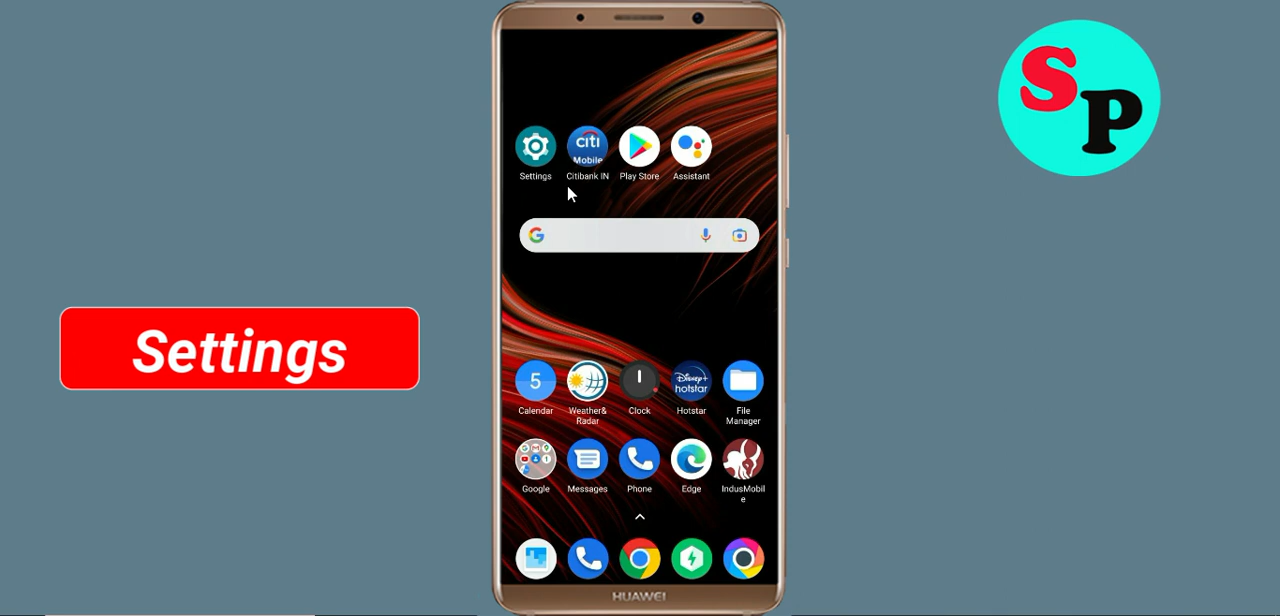 SP
Settings
citi
Mobile
Settings
Citibank IN
Play Store
Assistant
G
5
Disney+
hotstar
Calendar
Weather&
Radar
Clock
Hotstar
File
Manager
Google
Messages
Phone
Edge
IndusMobil
e
HUAWEI